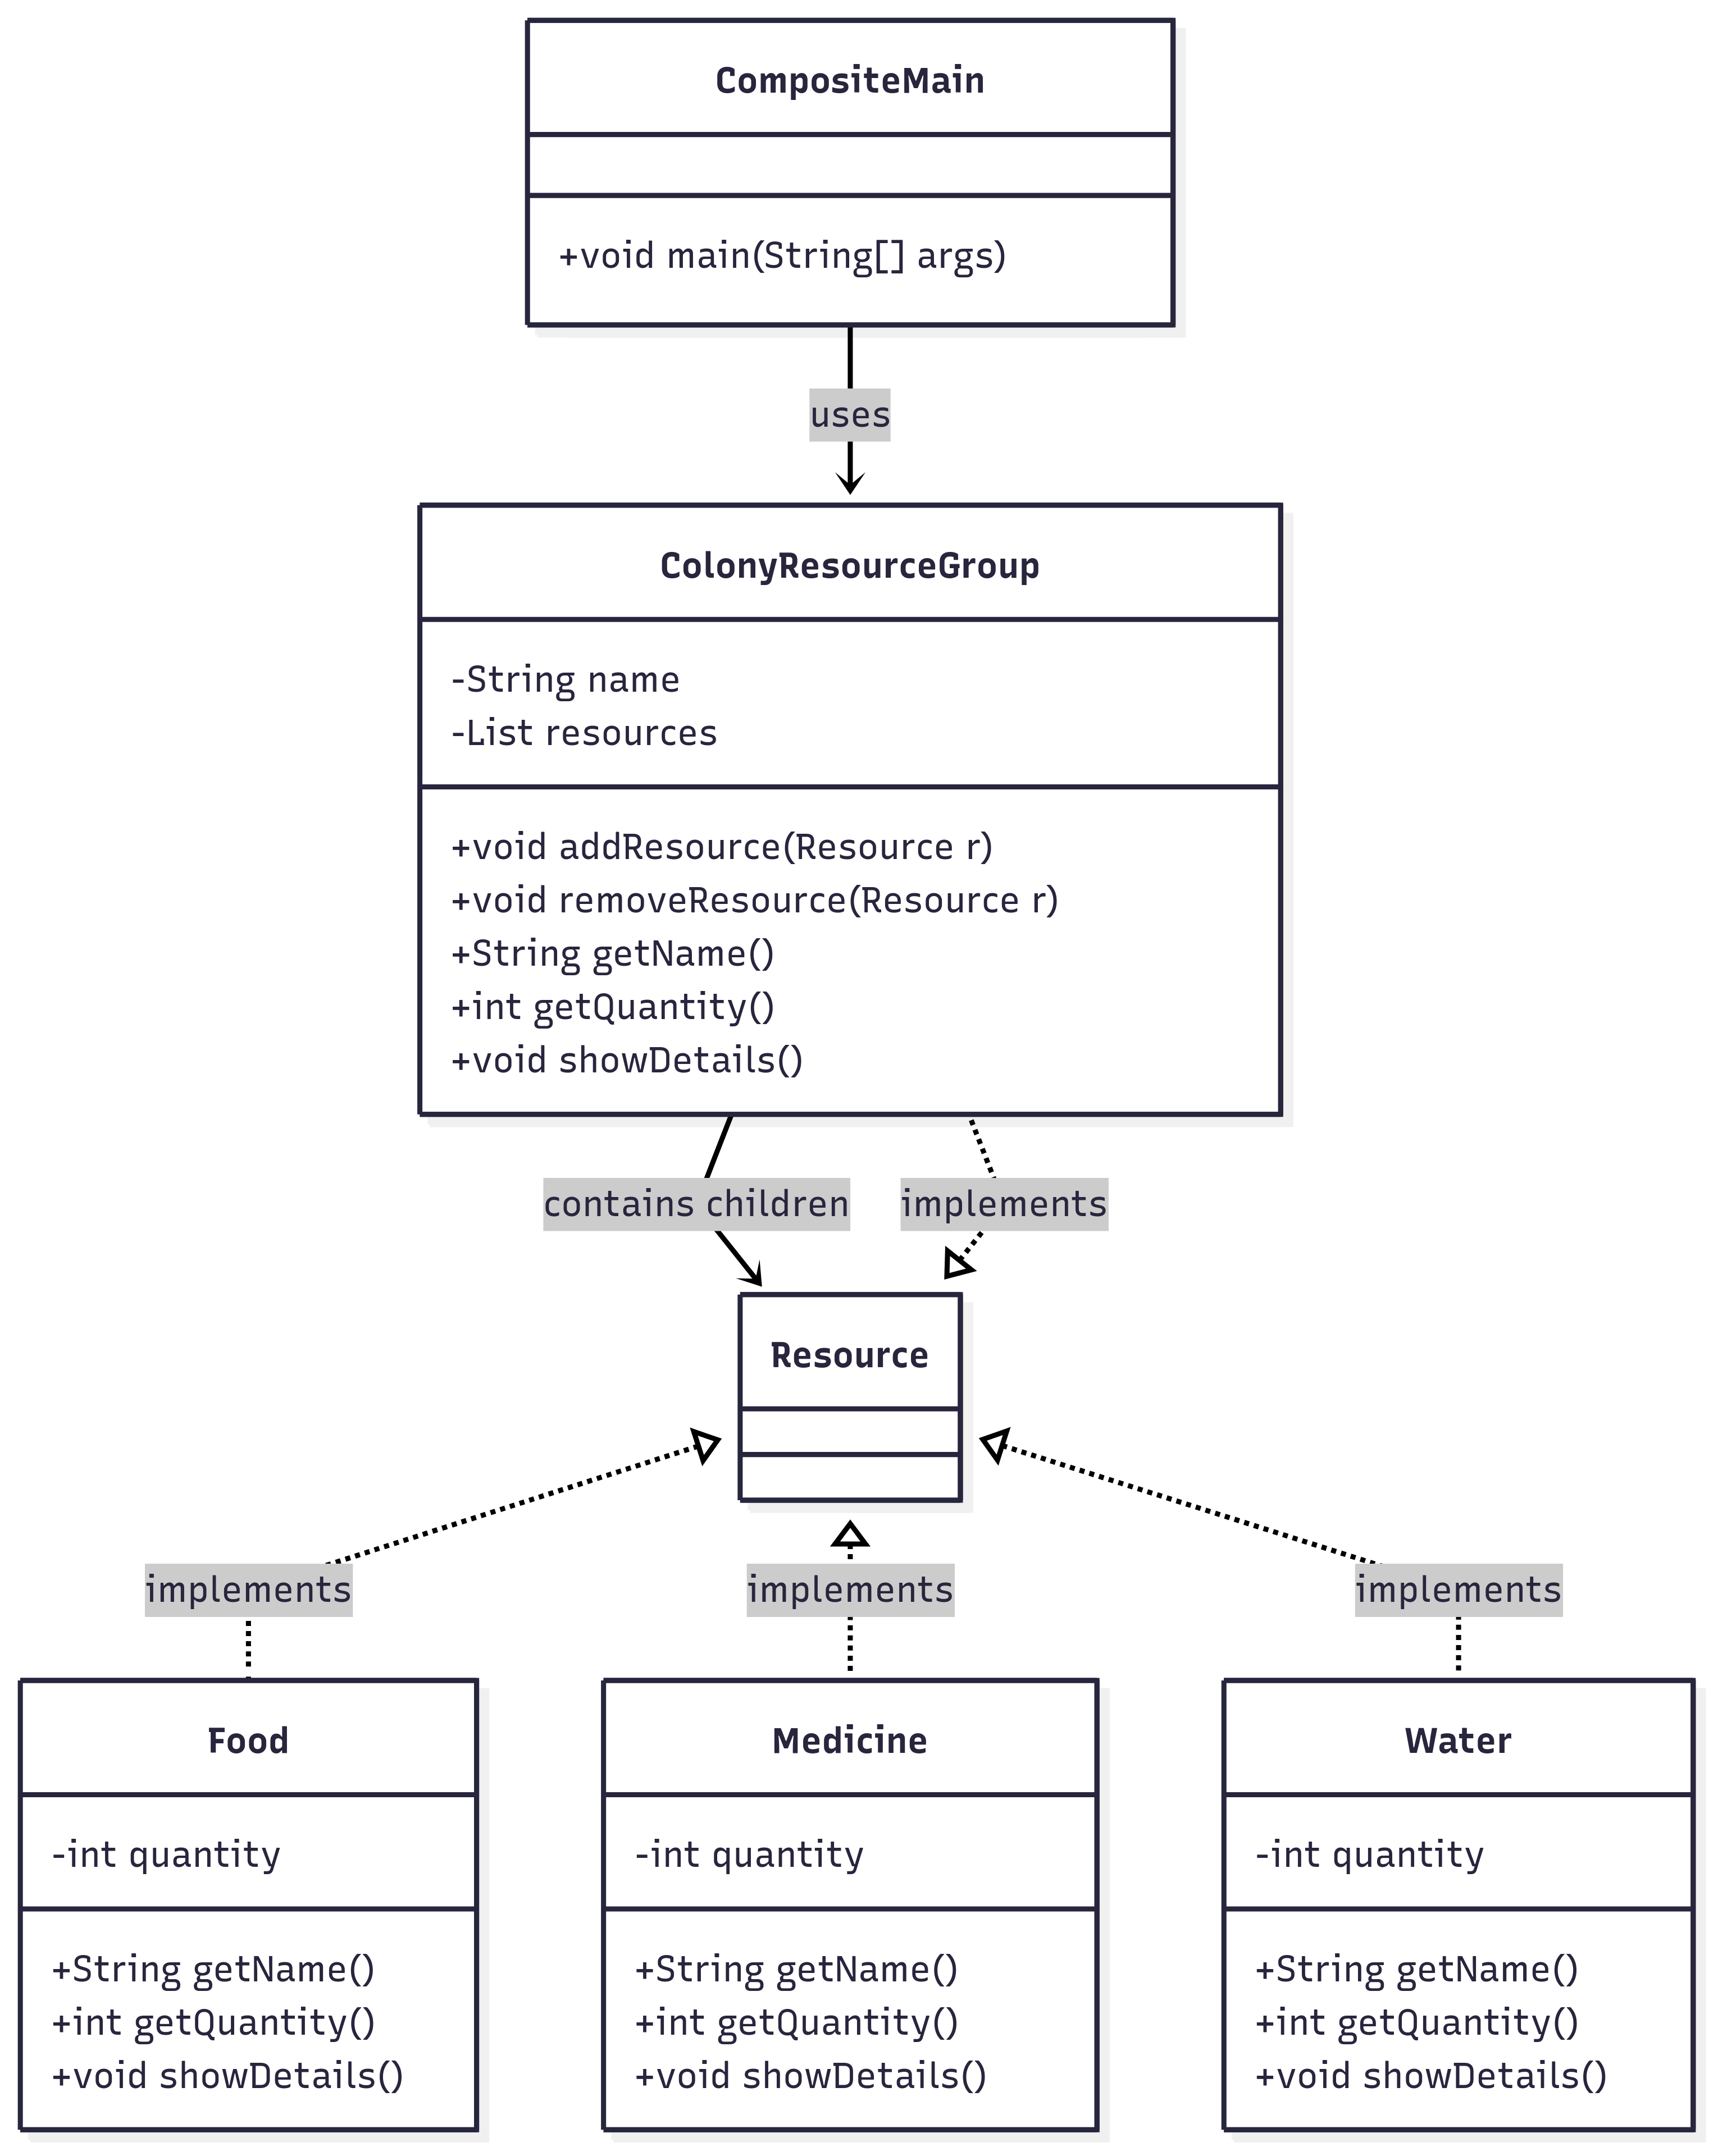 CompositeMain
+void main(String[] args)
uses
ColonyResourceGroup
-String name
-List resources
+void addResource(Resource r)
+void removeResource(Resource r)
+String getName()
+int getQuantity()
+void showDetails()
contains children
implements
Resource
implements
implements
implements
Food
-int quantity
+String getName()
+int getQuantity()
+void showDetails()
Medicine
-int quantity
+String getName()
+int getQuantity()
+void showDetails()
Water
-int quantity
+String getName()
+int getQuantity()
+void showDetails()